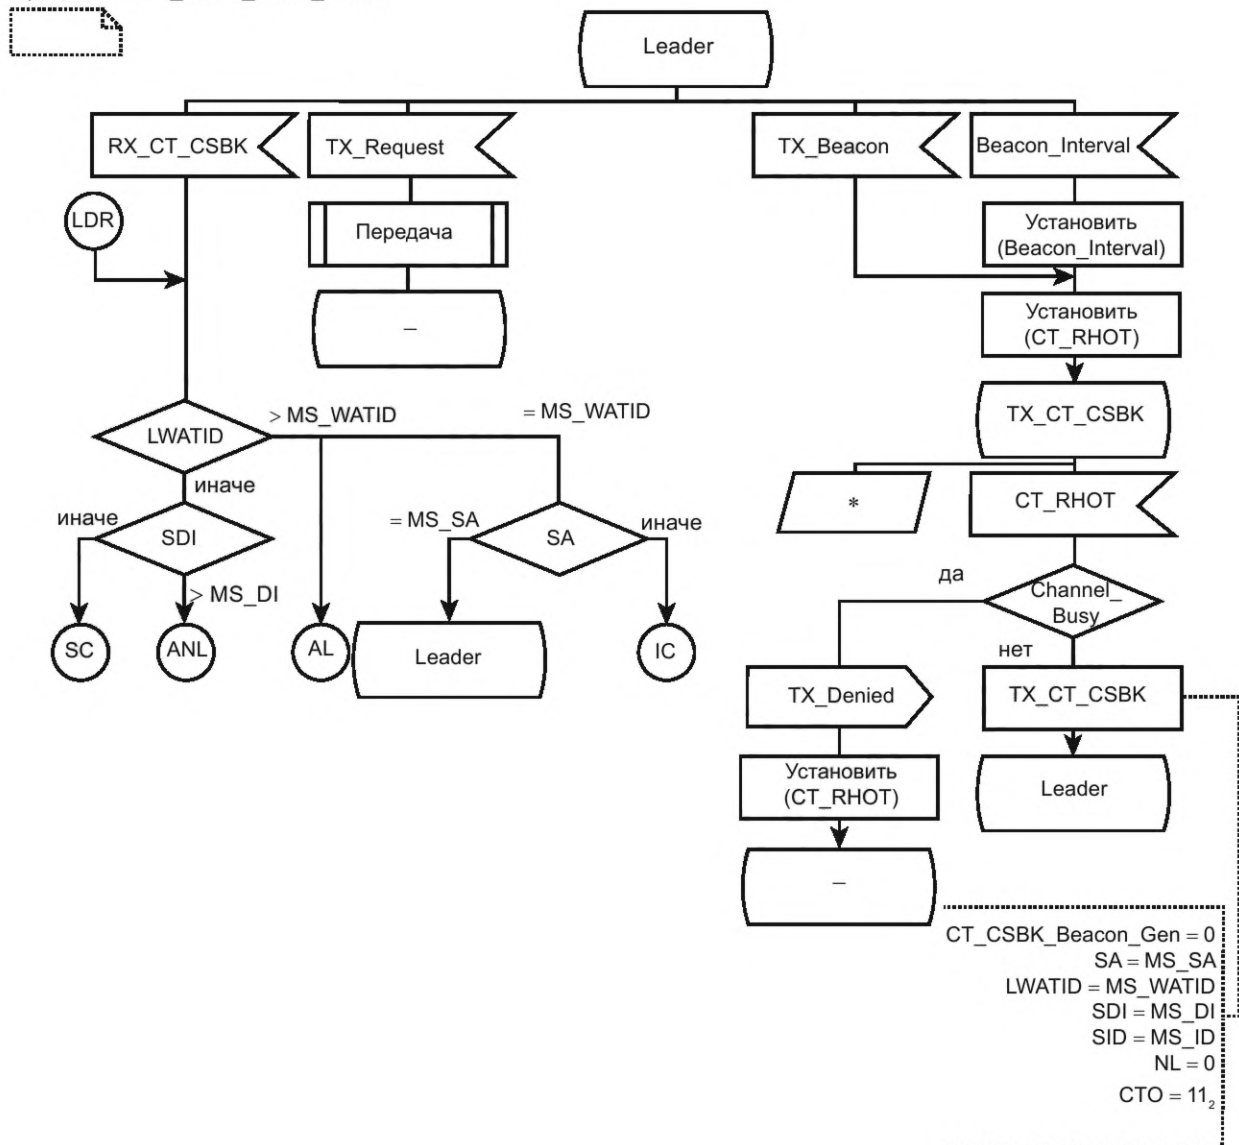 Leader
RX_CT_CSBK
TX_Request
TX_Beacon
Beacon_Interval
LDR
Передача
Установить
(Beacon_Interval)
–
Установить
(CT_RHOT)
TX_CT_CSBK
LWATID
> MS_WATID
= MS_WATID
иначе
*
CT_RHOT
иначе
SDI
= MS_SA
SA
иначе
> MS_DI
да
Channel_
Busy
нет
SC
ANL
AL
Leader
IC
TX_Denied
TX_CT_CSBK
Установить
(CT_RHOT)
Leader
–
CT_CSBK_Beacon_Gen = 0
SA = MS_SA
LWATID = MS_WATID
SDI = MS_DI
SID = MS_ID
NL = 0
CTO = 11₂